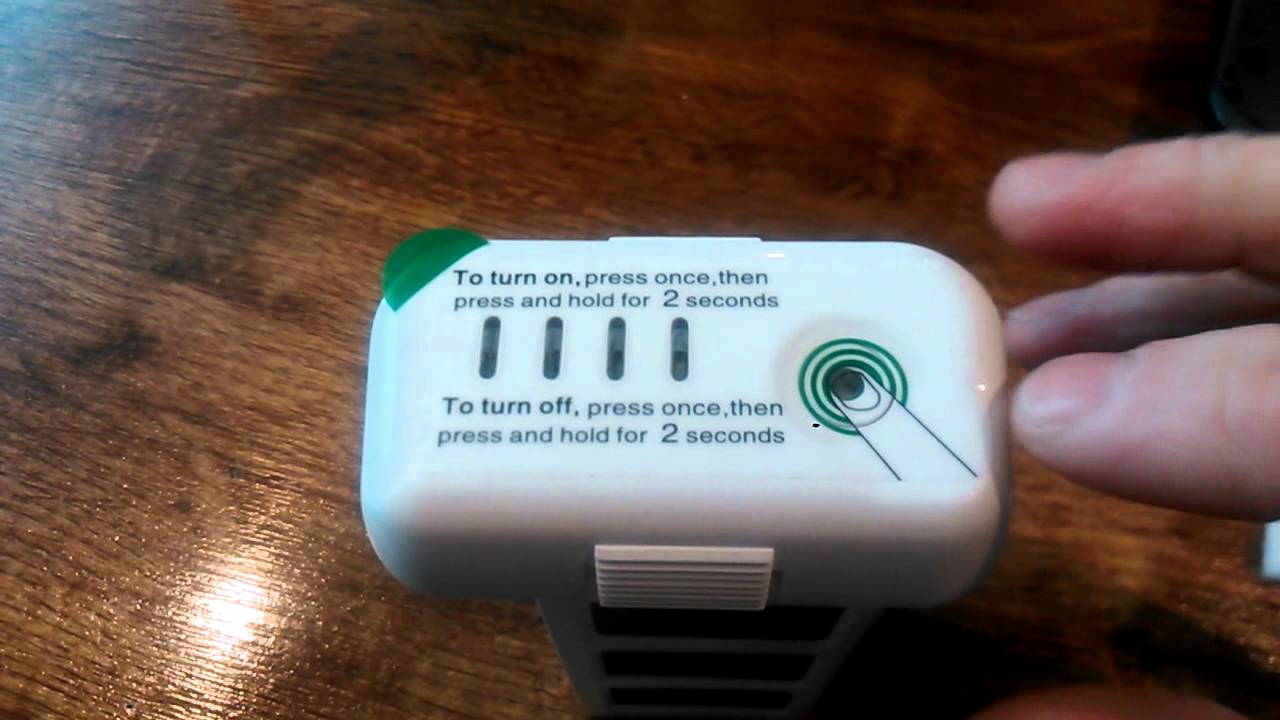 To turn on, press once,then
press and hold for 2 seconds
To turn off, press once,then
press and hold for 2 seconds